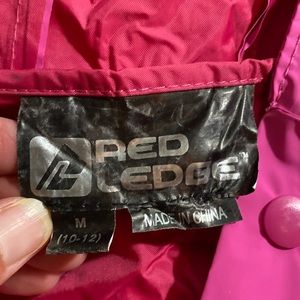 RED
LEDGE
M
(10-12)
MADE IN CHINA